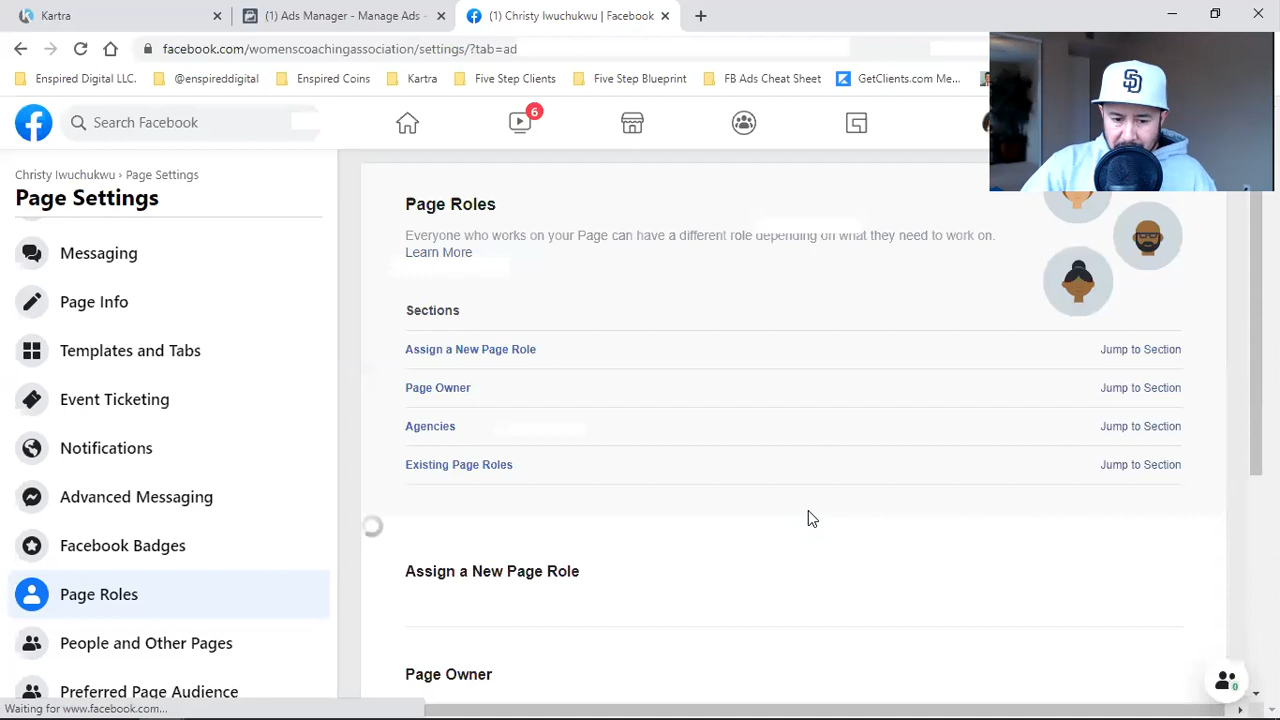 Kartra
(1) Ads Manager - Manage Ads -
(1) Christy Iwuchukwu | Facebook
facebook.com/womenscoachingassociation/settings/?tab=ad
Enspired Digital LLC.
@enspireddigital
Enspired Coins
Kartra
Five Step Clients
Five Step Blueprint
FB Ads Cheat Sheet
GetClients.com Me...
Search Facebook
6
SD
Christy Iwuchukwu › Page Settings
Page Settings
Messaging
Page Info
Templates and Tabs
Event Ticketing
Notifications
Advanced Messaging
Facebook Badges
Page Roles
People and Other Pages
Preferred Page Audience
Page Roles
Everyone who works on your Page can have a different role depending on what they need to work on.
Learn More
Sections
Assign a New Page Role Jump to Section
Page Owner Jump to Section
Agencies Jump to Section
Existing Page Roles Jump to Section
Assign a New Page Role
Page Owner
0
Waiting for www.facebook.com...